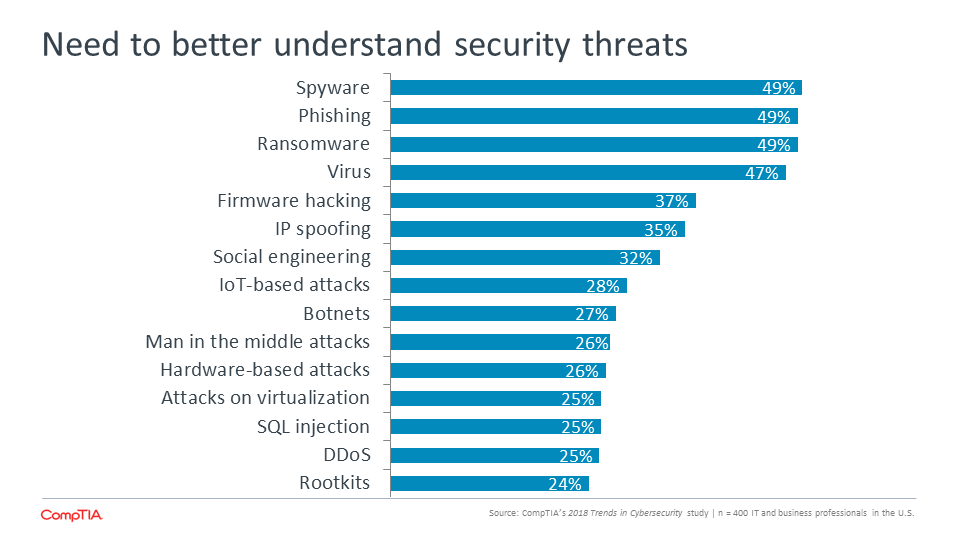 Need to better understand security threats
Spyware 49%
Phishing 49%
Ransomware 49%
Virus 47%
Firmware hacking 37%
IP spoofing 35%
Social engineering 32%
IoT-based attacks 28%
Botnets 27%
Man in the middle attacks 26%
Hardware-based attacks 26%
Attacks on virtualization 25%
SQL injection 25%
DDoS 25%
Rootkits 24%
CompTIA
Source: CompTIA's 2018 Trends in Cybersecurity study | n = 400 IT and business professionals in the U.S.